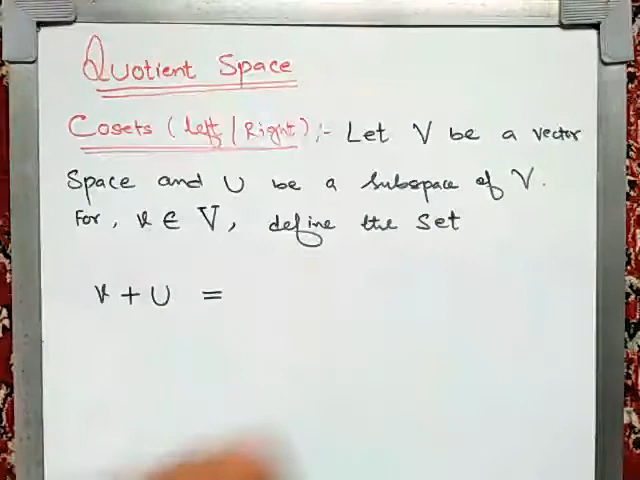 Quotient Space
Cosets (left/Right) :- Let V be a vector
Space and U be a subspace of V.
For, v ∈ V, define the set
v + U =